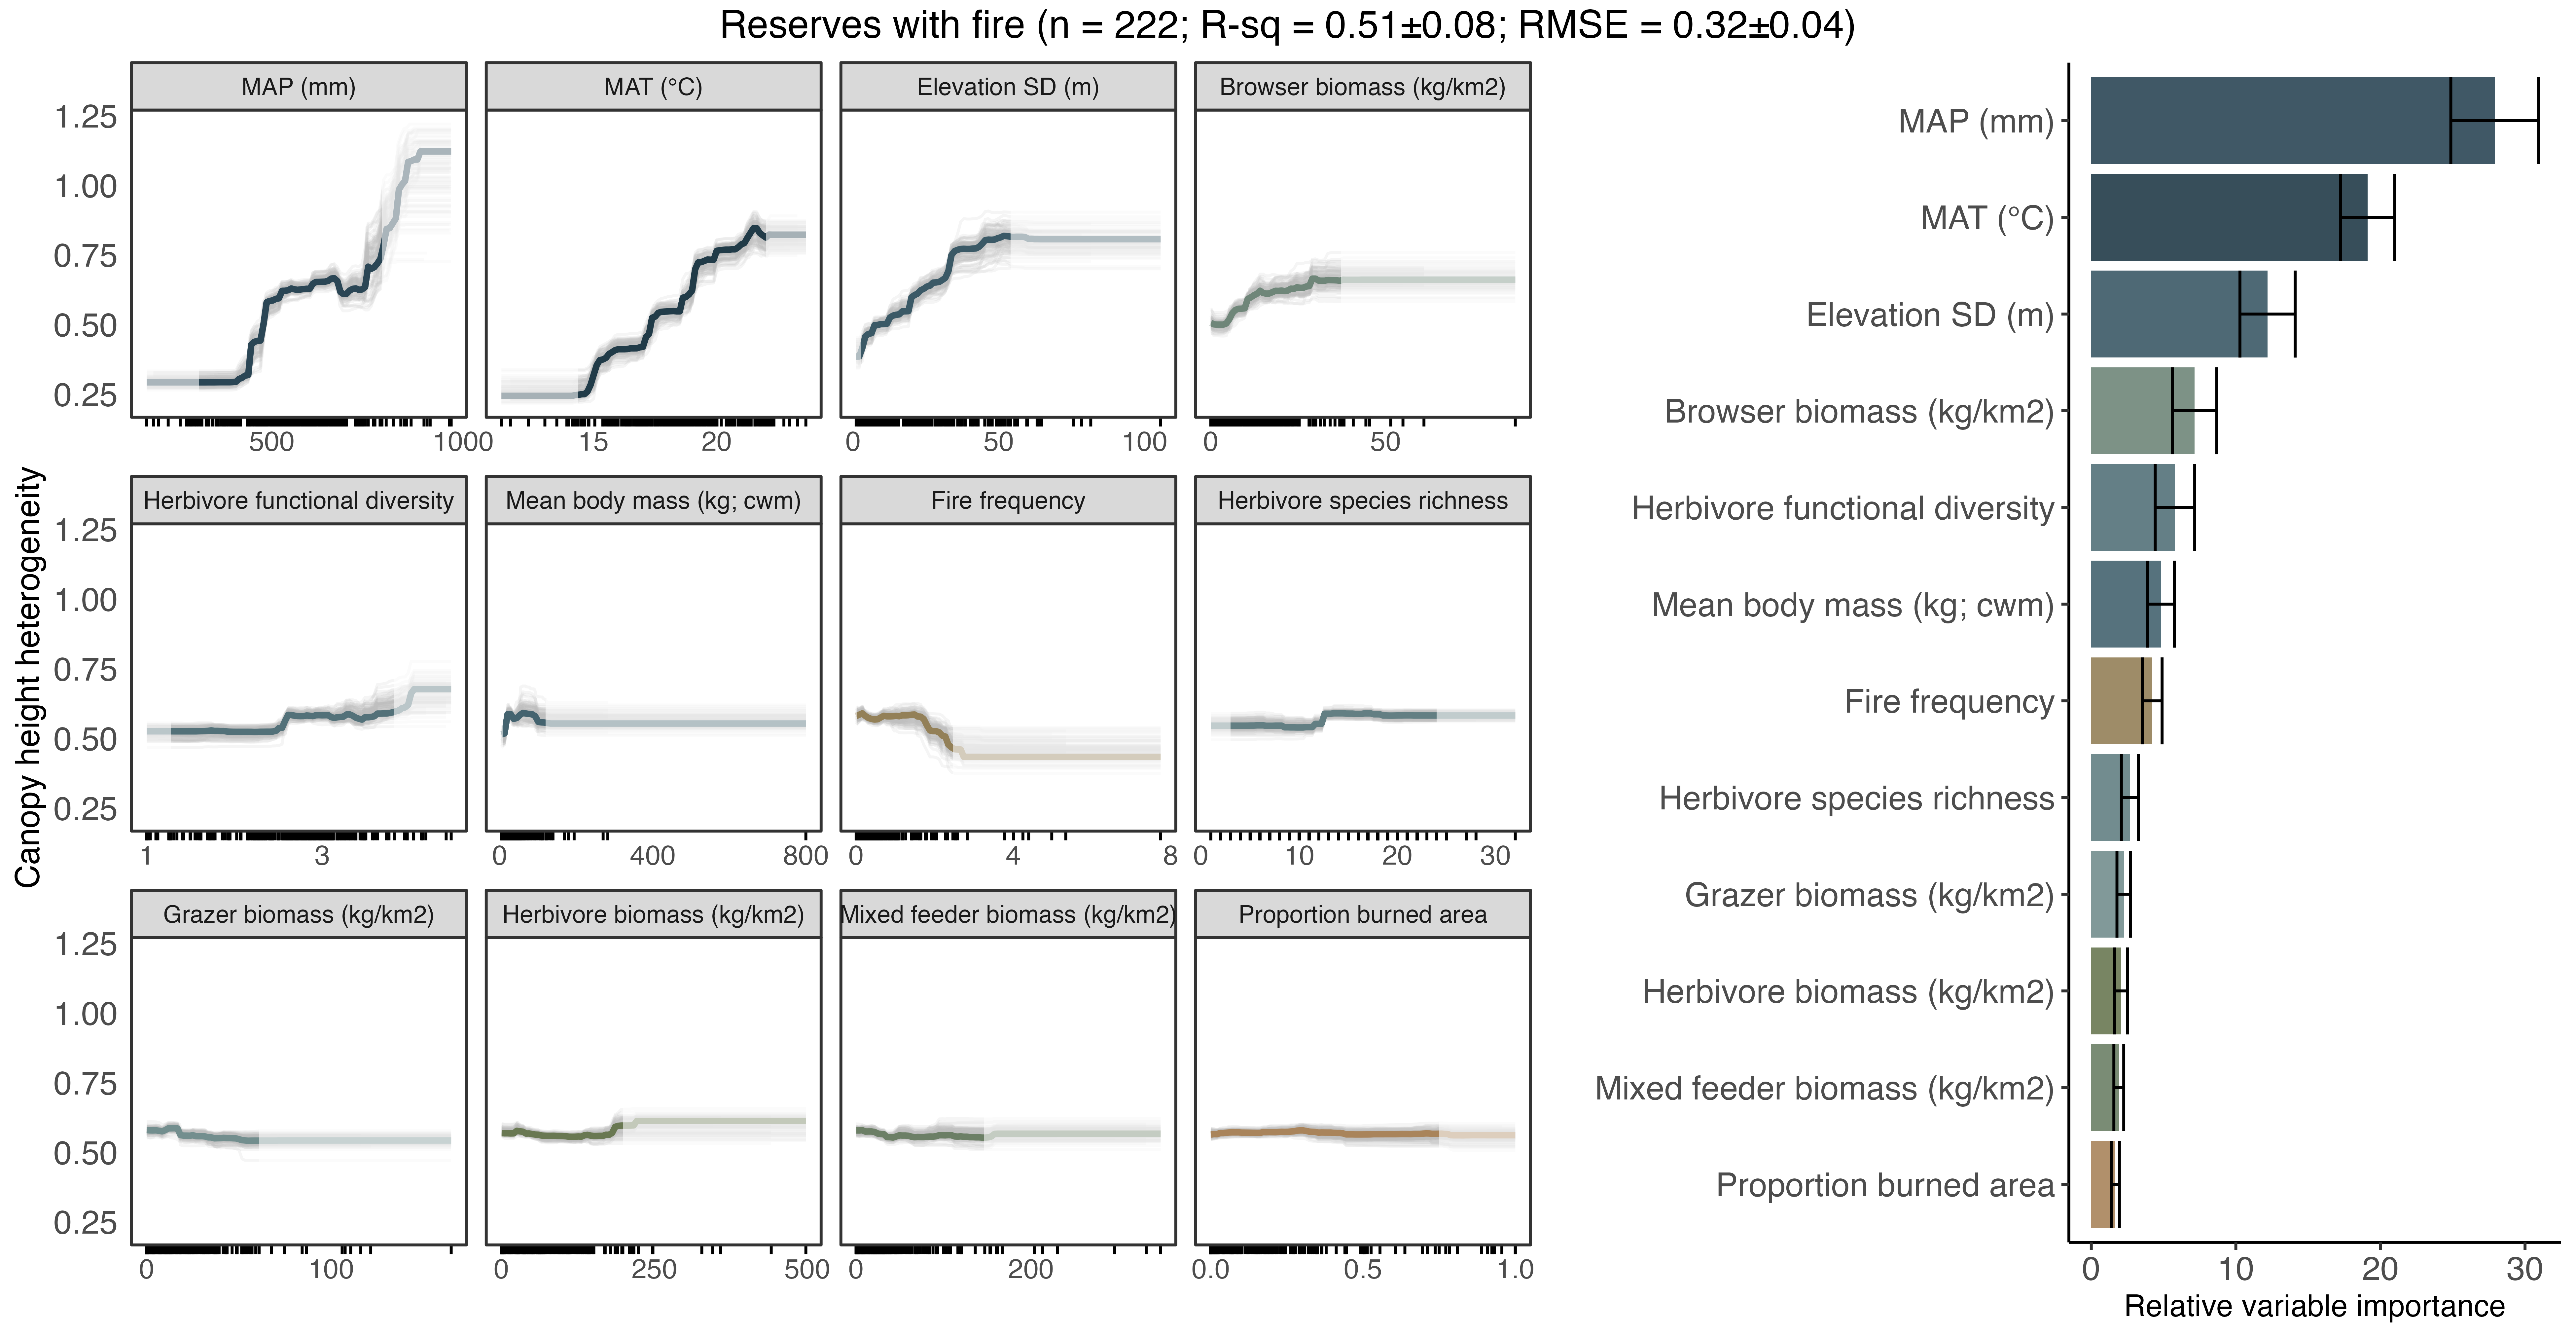 Reserves with fire (n = 222; R-sq = 0.51±0.08; RMSE = 0.32±0.04)
Canopy height heterogeneity
MAP (mm) MAT (°C) Elevation SD (m) Browser biomass (kg/km2)
1.25
1.00
0.75
0.50
0.25
500 1000 15 20 0 50 100 0 50
Herbivore functional diversity Mean body mass (kg; cwm) Fire frequency Herbivore species richness
1.25
1.00
0.75
0.50
0.25
1 3 0 400 800 0 4 8 0 10 20 30
Grazer biomass (kg/km2) Herbivore biomass (kg/km2) Mixed feeder biomass (kg/km2) Proportion burned area
1.25
1.00
0.75
0.50
0.25
0 100 0 250 500 0 200 0.0 0.5 1.0
MAP (mm)
MAT (°C)
Elevation SD (m)
Browser biomass (kg/km2)
Herbivore functional diversity
Mean body mass (kg; cwm)
Fire frequency
Herbivore species richness
Grazer biomass (kg/km2)
Herbivore biomass (kg/km2)
Mixed feeder biomass (kg/km2)
Proportion burned area
0 10 20 30
Relative variable importance